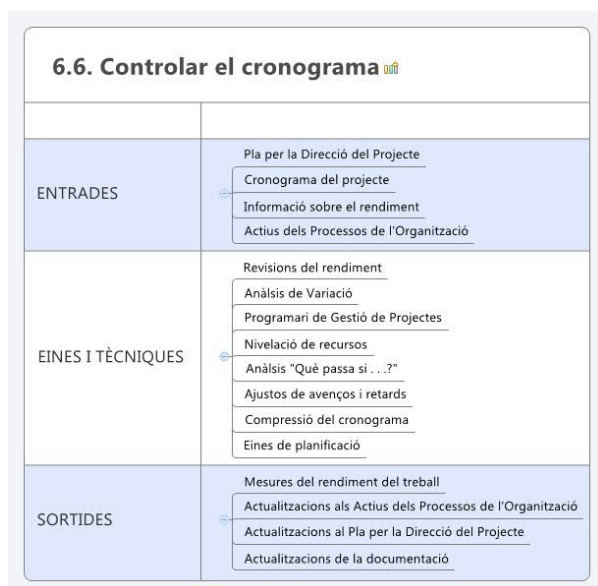 6.6. Controlar el cronograma
ENTRADES
Pla per la Direcció del Projecte
Cronograma del projecte
Informació sobre el rendiment
Actius dels Processos de l'Organització
EINES I TÈCNIQUES
Revisions del rendiment
Anàlsis de Variació
Programari de Gestió de Projectes
Nivelació de recursos
Anàlsis "Què passa si . . .?"
Ajustos de avenços i retards
Compressió del cronograma
Eines de planificació
SORTIDES
Mesures del rendiment del treball
Actualitzacions als Actius dels Processos de l'Organització
Actualitzacions al Pla per la Direcció del Projecte
Actualitzacions de la documentació